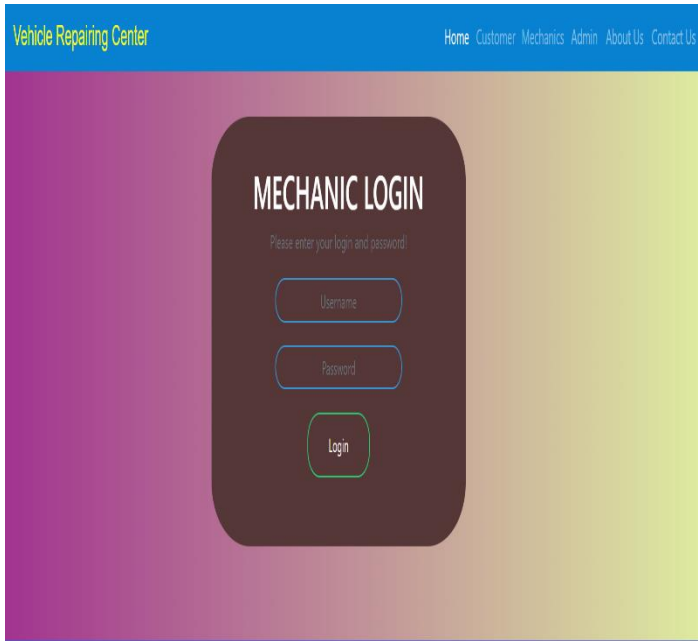 Vehicle Repairing Center
Home Customer Mechanics Admin About Us Contact Us
MECHANIC LOGIN
Please enter your login and password!
Username
Password
Login